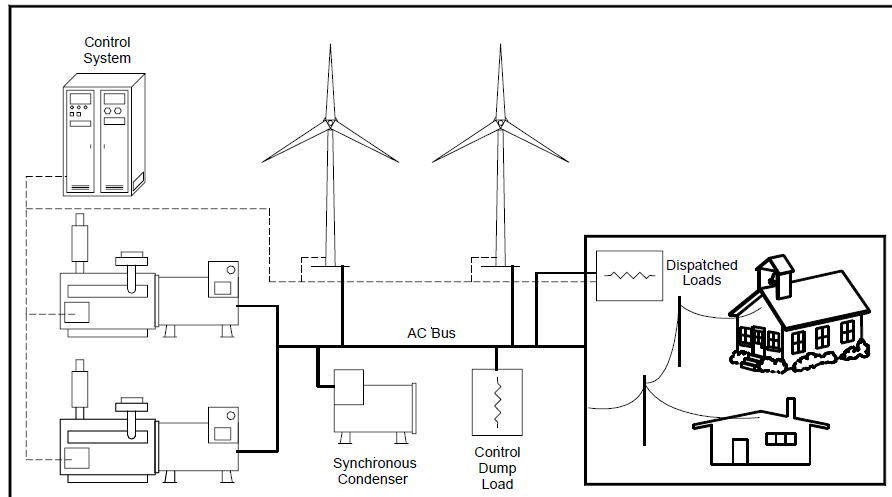 Control
System
Dispatched
Loads
AC Bus
Synchronous
Condenser
Control
Dump
Load